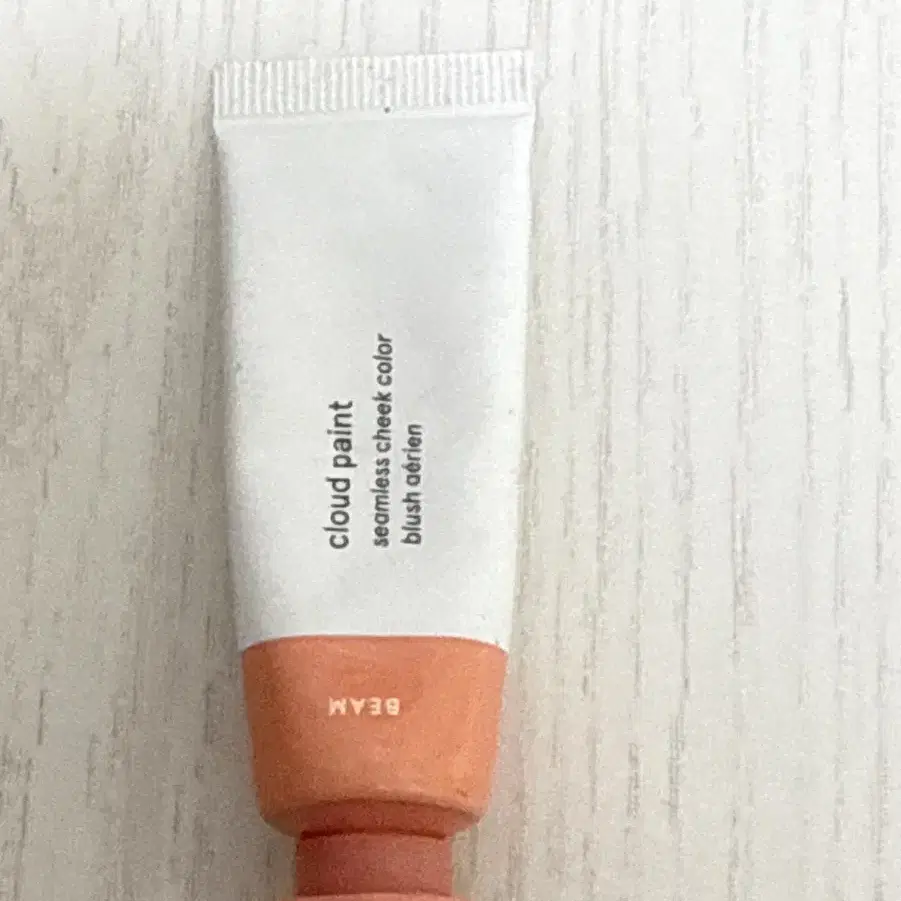 cloud paint
seamless cheek color
blush aérien
BEAM